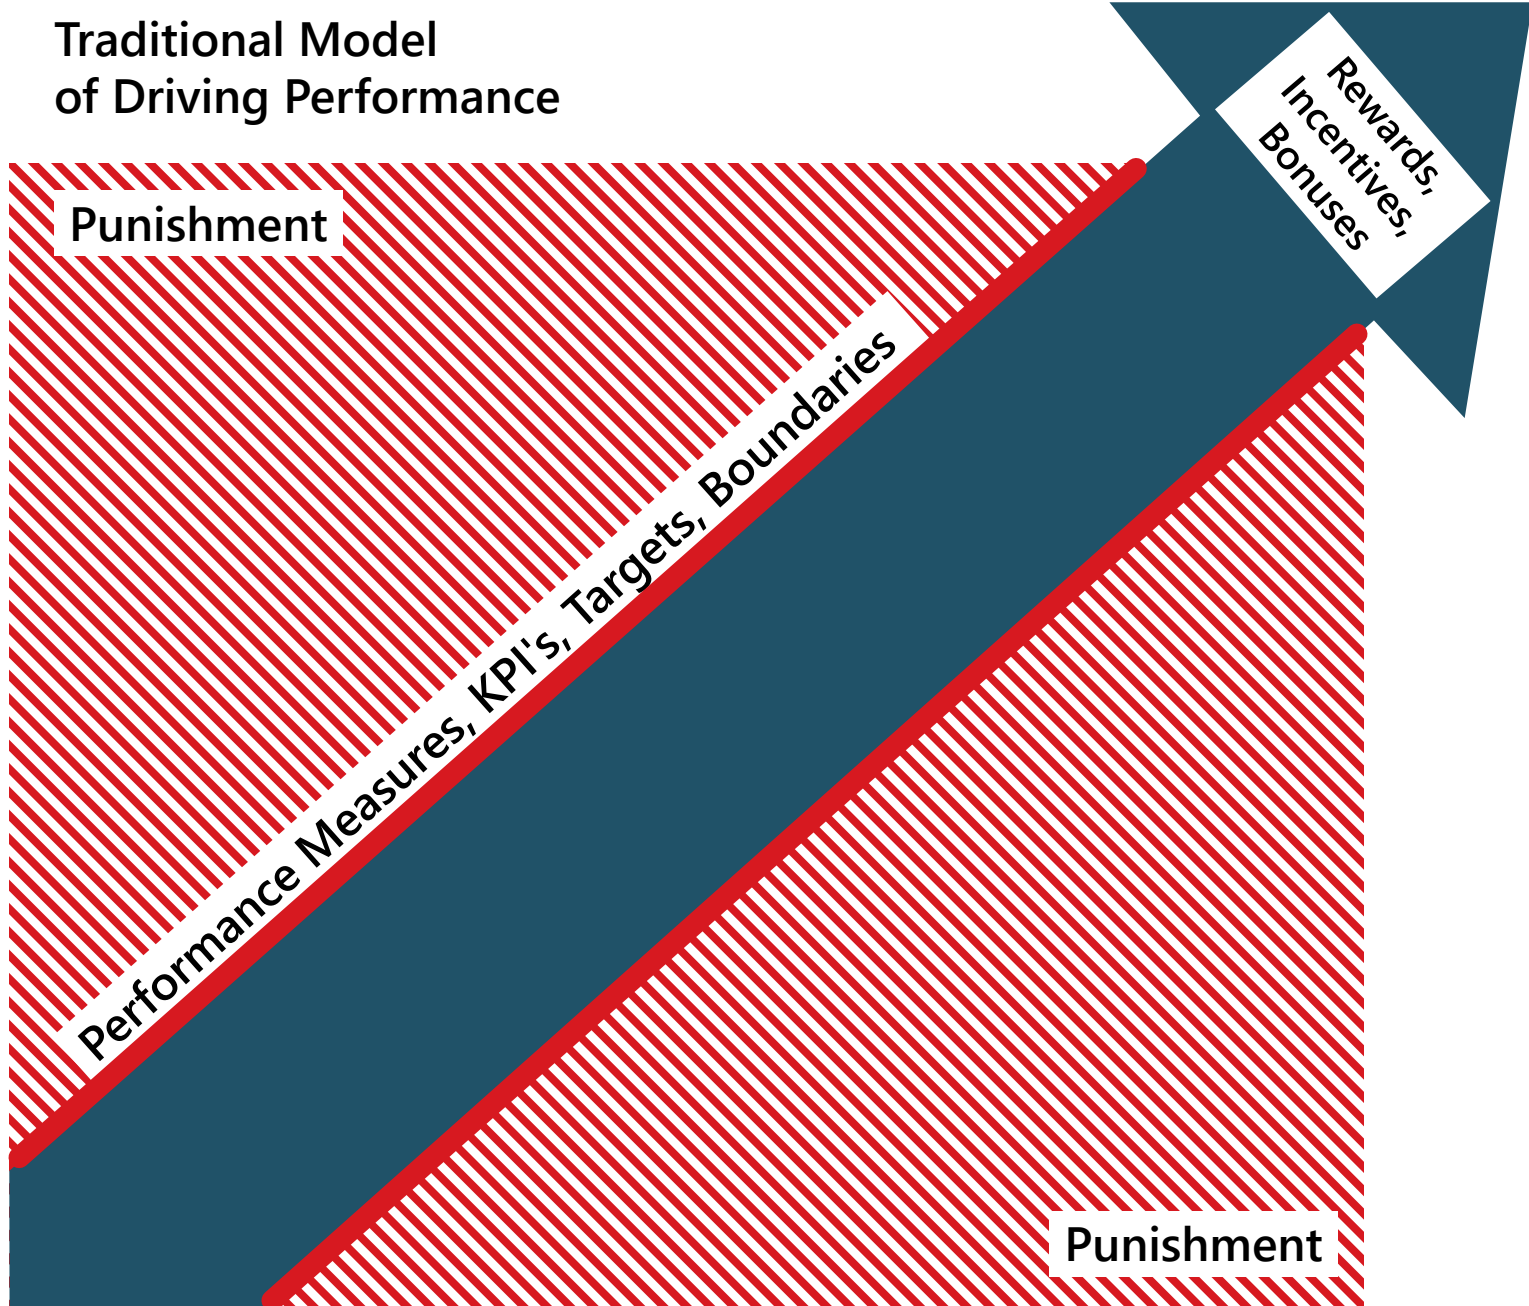 Traditional Model
of Driving Performance
Punishment
Rewards,
Incentives,
Bonuses
Performance Measures, KPI's, Targets, Boundaries
Punishment